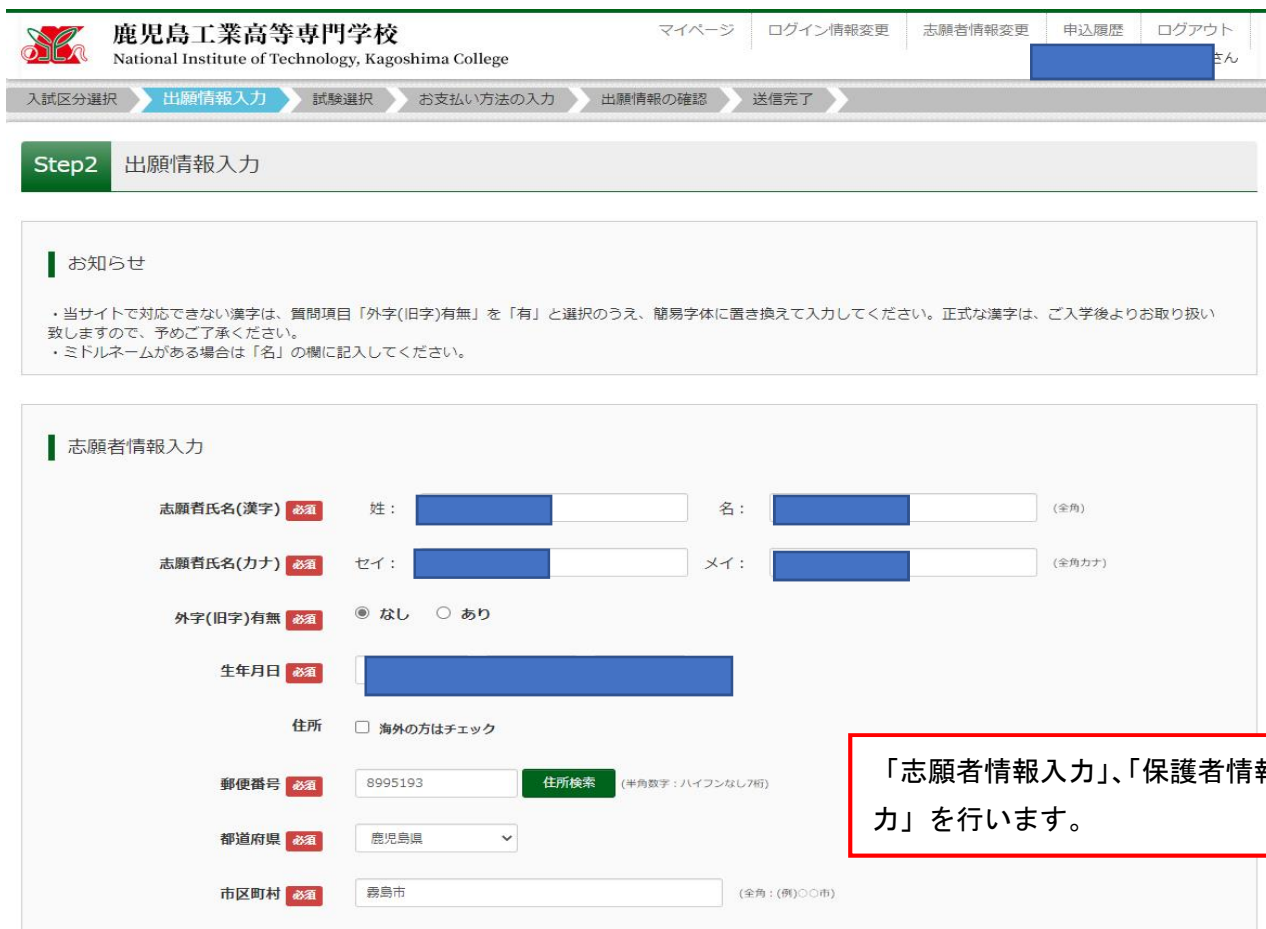 鹿児島工業高等専門学校
National Institute of Technology, Kagoshima College
マイページ ログイン情報変更 志願者情報変更 申込履歴 ログアウト
さん
入試区分選択 出願情報入力 試験選択 お支払い方法の入力 出願情報の確認 送信完了
Step2 出願情報入力
お知らせ
・当サイトで対応できない漢字は、質問項目「外字(旧字)有無」を「有」と選択のうえ、簡易字体に置き換えて入力してください。正式な漢字は、ご入学後よりお取り扱い
致しますので、予めご了承ください。
・ミドルネームがある場合は「名」の欄に記入してください。
志願者情報入力
志願者氏名(漢字) 必須 姓： 名： (全角)
志願者氏名(カナ) 必須 セイ： メイ： (全角カナ)
外字(旧字)有無 必須 なし あり
生年月日 必須
住所 海外の方はチェック
郵便番号 必須 8995193 住所検索 (半角数字：ハイフンなし7桁)
「志願者情報入力」、「保護者情報
力」を行います。
都道府県 必須 鹿児島県
市区町村 必須 霧島市 (全角：(例)○○市)